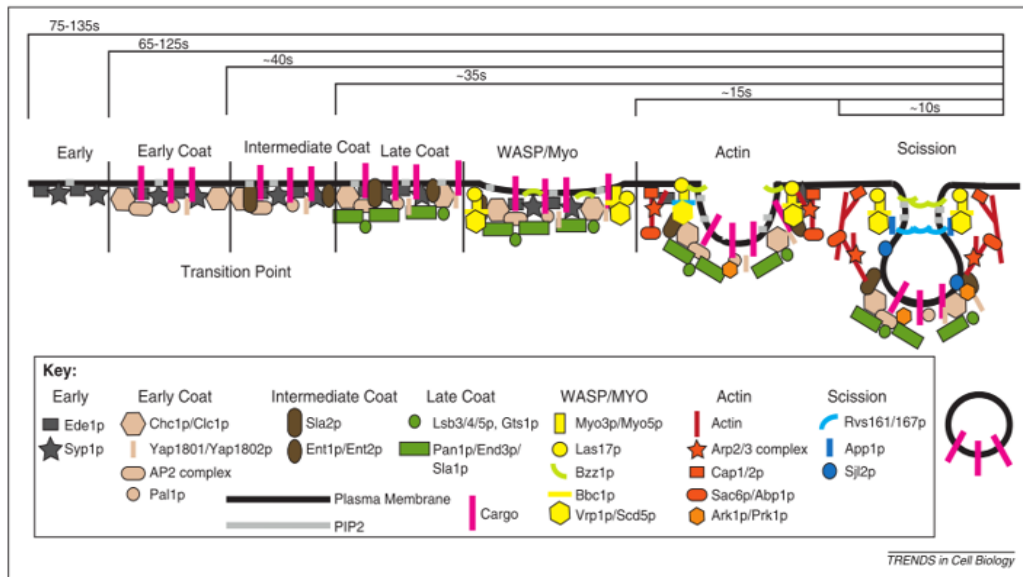 75-135s
65-125s
~40s
~35s
~15s
~10s
Early
Early Coat
Intermediate Coat
Late Coat
WASP/Myo
Actin
Scission
Transition Point
Key:
Early
Early Coat
Intermediate Coat
Late Coat
WASP/MYO
Actin
Scission
Ede1p
Syp1p
Chc1p/Clc1p
Yap1801/Yap1802p
AP2 complex
Pal1p
Sla2p
Ent1p/Ent2p
Lsb3/4/5p, Gts1p
Pan1p/End3p/
Sla1p
Myo3p/Myo5p
Las17p
Bzz1p
Bbc1p
Vrp1p/Scd5p
Actin
Arp2/3 complex
Cap1/2p
Sac6p/Abp1p
Ark1p/Prk1p
Rvs161/167p
App1p
Sjl2p
Plasma Membrane
PIP2
Cargo
TRENDS in Cell Biology